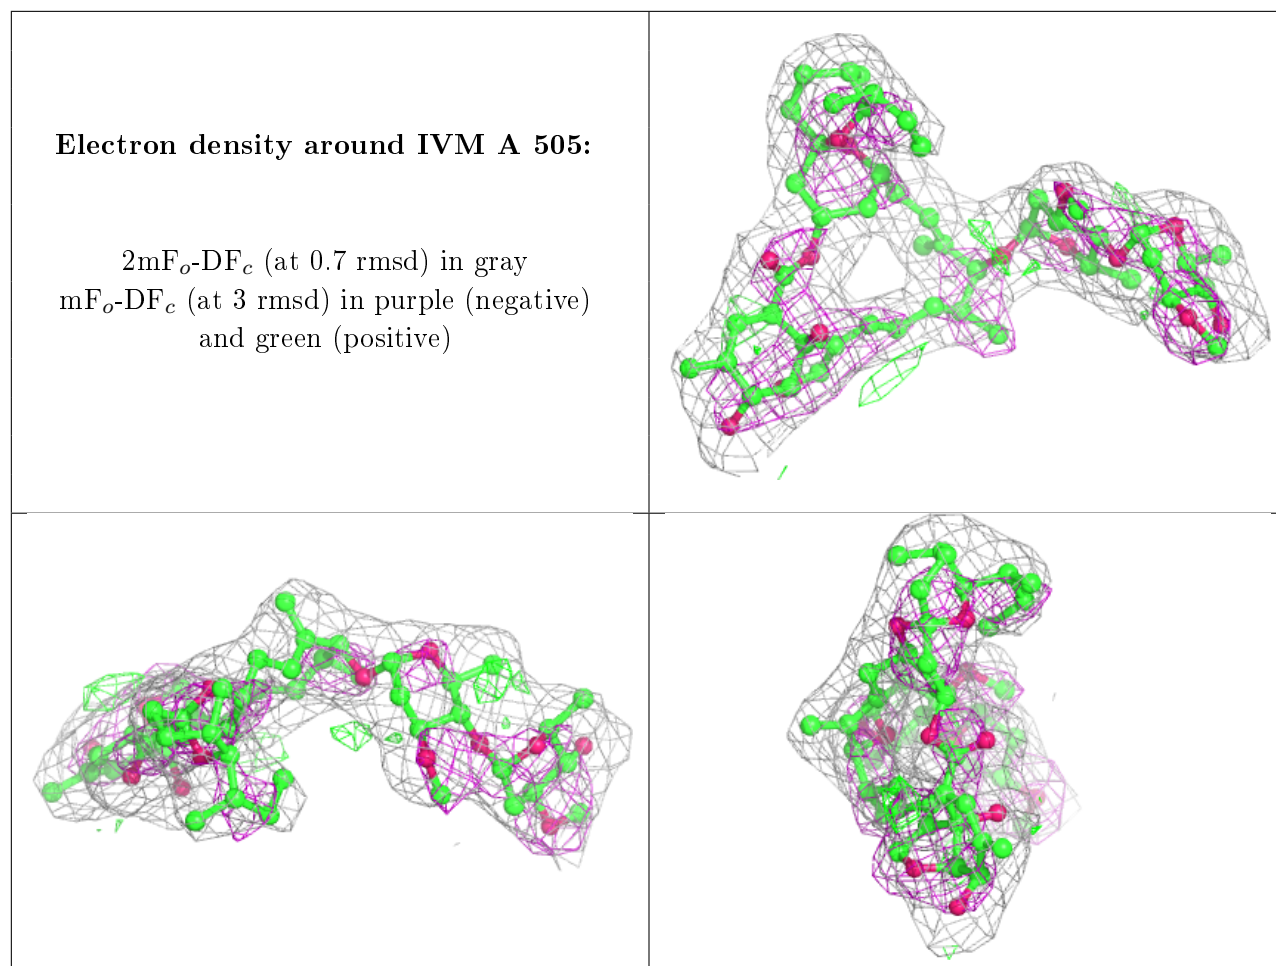 Electron density around IVM A 505:
2mFo-DFc (at 0.7 rmsd) in gray
mFo-DFc (at 3 rmsd) in purple (negative)
and green (positive)